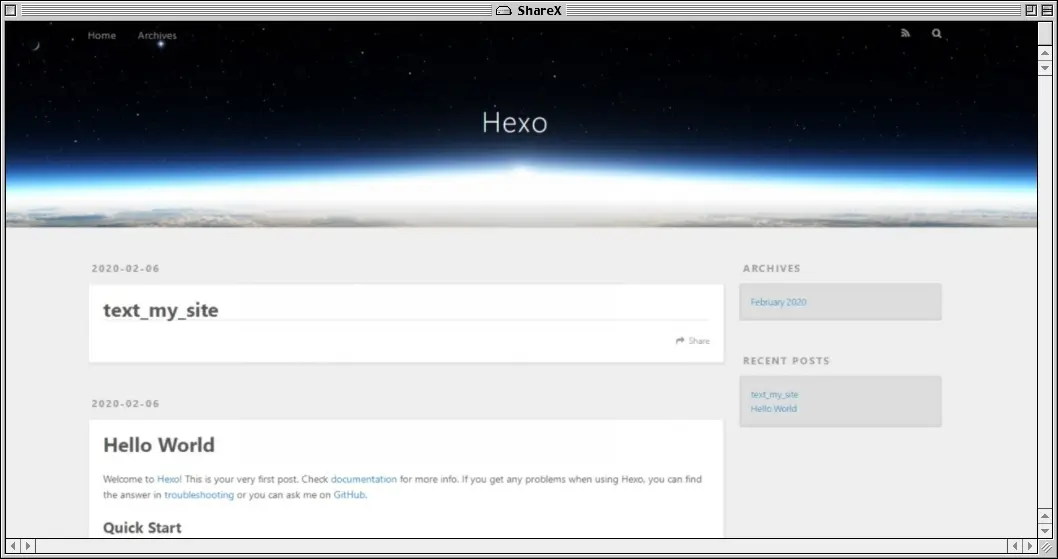 ShareX
Home Archives
Hexo
2020-02-06
text_my_site
Share
2020-02-06
Hello World
Welcome to Hexo! This is your very first post. Check documentation for more info. If you get any problems when using Hexo, you can find
the answer in troubleshooting or you can ask me on GitHub.
Quick Start
ARCHIVES
February 2020
RECENT POSTS
text_my_site
Hello World